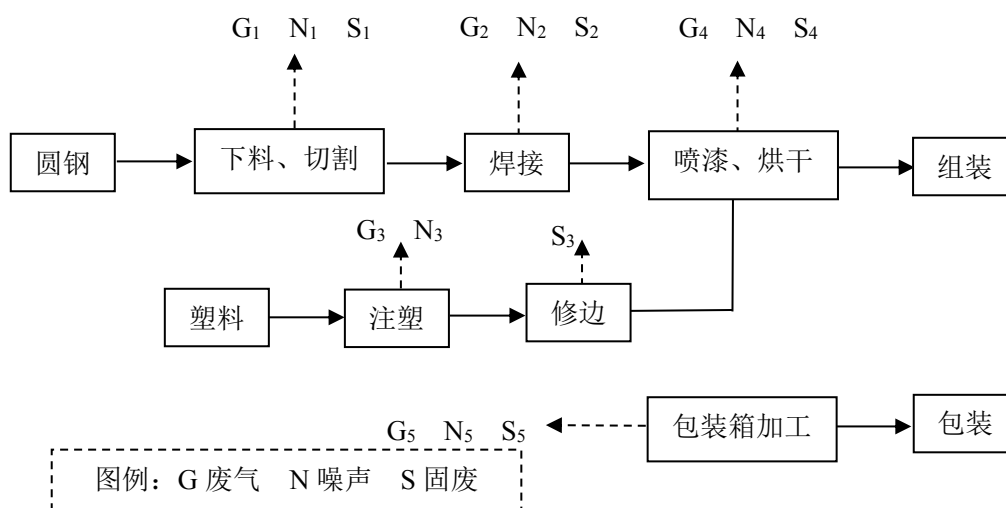 G₁ N₁ S₁ G₂ N₂ S₂ G₄ N₄ S₄
圆钢 下料、切割 焊接 喷漆、烘干 组装
G₃ N₃ S₃
塑料 注塑 修边
包装箱加工 包装
G₅ N₅ S₅
图例：G 废气 N 噪声 S 固废